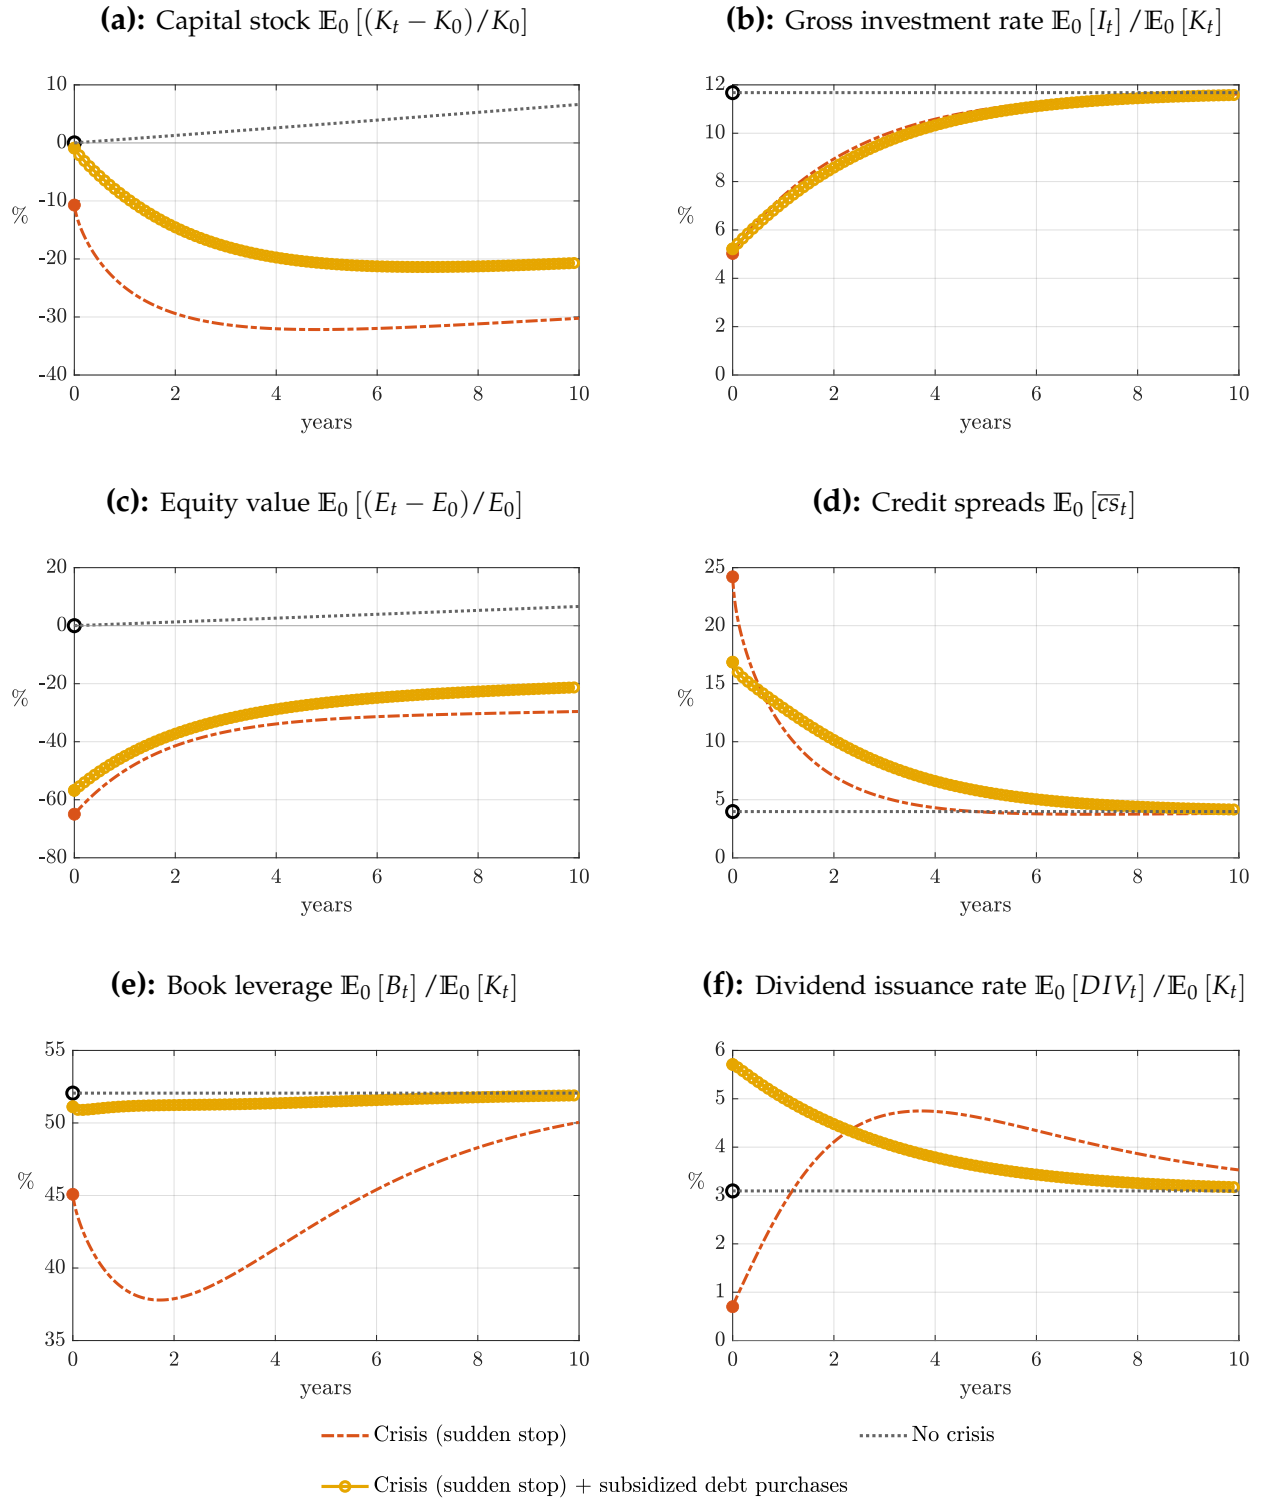 (a): Capital stock 𝔼₀ [(Kₜ − K₀)/K₀]
10
0
-10
%
-20
-30
-40
0 2 4 6 8 10
years
(b): Gross investment rate 𝔼₀ [Iₜ] /𝔼₀ [Kₜ]
12
10
8
%
6
4
2
0
0 2 4 6 8 10
years
(c): Equity value 𝔼₀ [(Eₜ − E₀)/E₀]
20
0
-20
%
-40
-60
-80
0 2 4 6 8 10
years
(d): Credit spreads 𝔼₀ [c̅s̅ₜ]
25
20
15
%
10
5
0
0 2 4 6 8 10
years
(e): Book leverage 𝔼₀ [Bₜ] /𝔼₀ [Kₜ]
55
50
%
45
40
35
0 2 4 6 8 10
years
(f): Dividend issuance rate 𝔼₀ [DIVₜ] /𝔼₀ [Kₜ]
6
5
4
%
3
2
1
0
0 2 4 6 8 10
years
Crisis (sudden stop)
No crisis
Crisis (sudden stop) + subsidized debt purchases